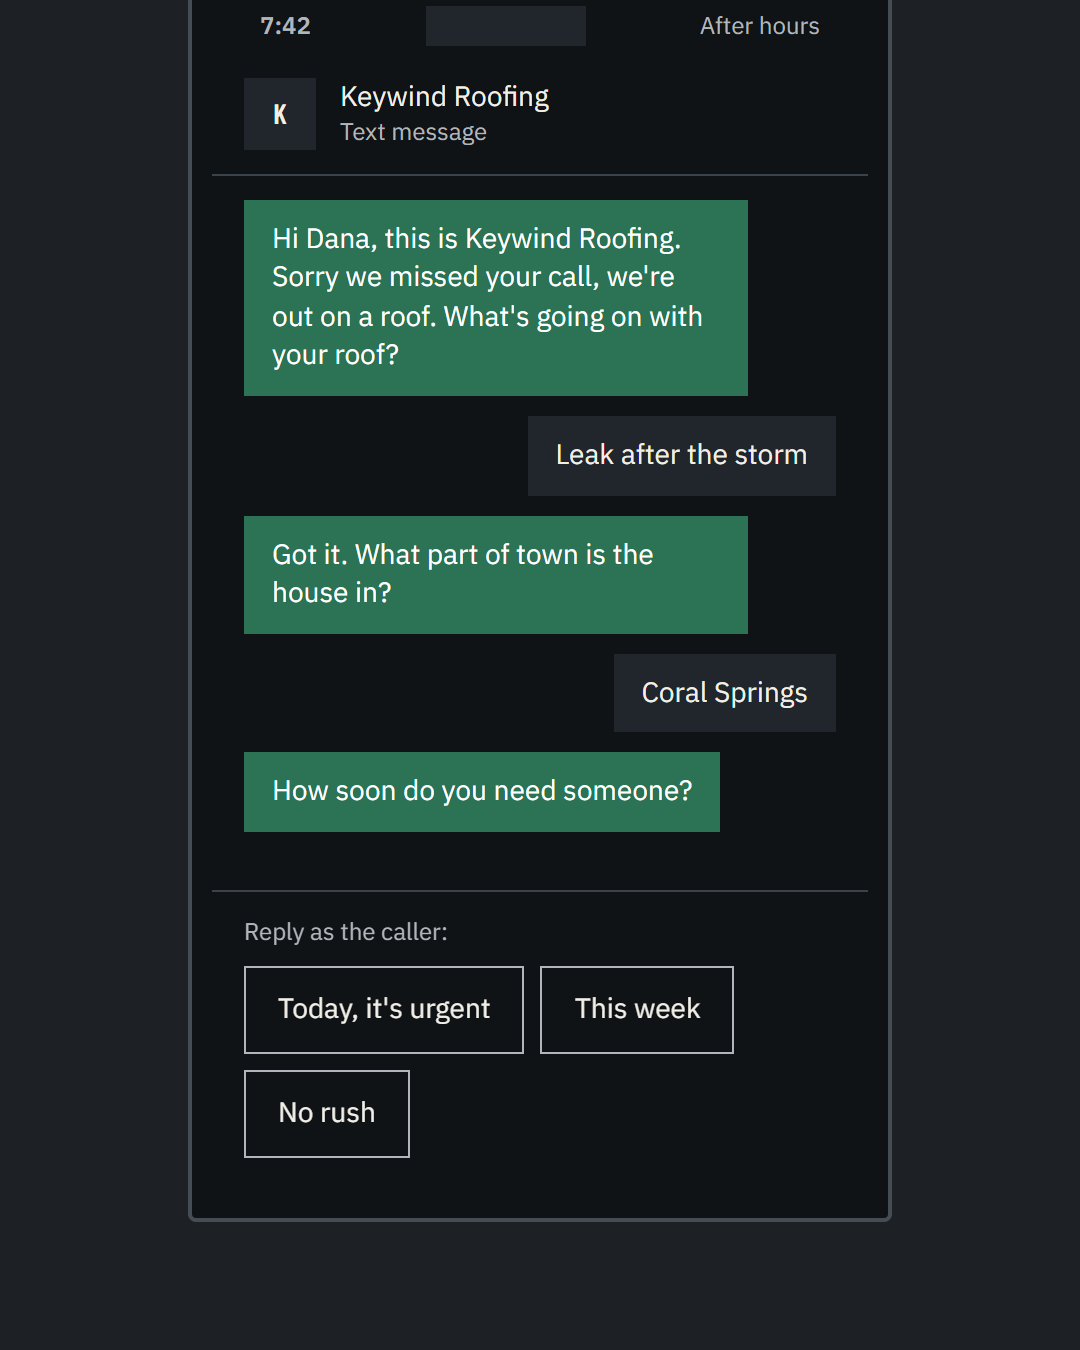 7:42
After hours
K
Keywind Roofing
Text message
Hi Dana, this is Keywind Roofing.
Sorry we missed your call, we're
out on a roof. What's going on with
your roof?
Leak after the storm
Got it. What part of town is the
house in?
Coral Springs
How soon do you need someone?
Reply as the caller:
Today, it's urgent
This week
No rush